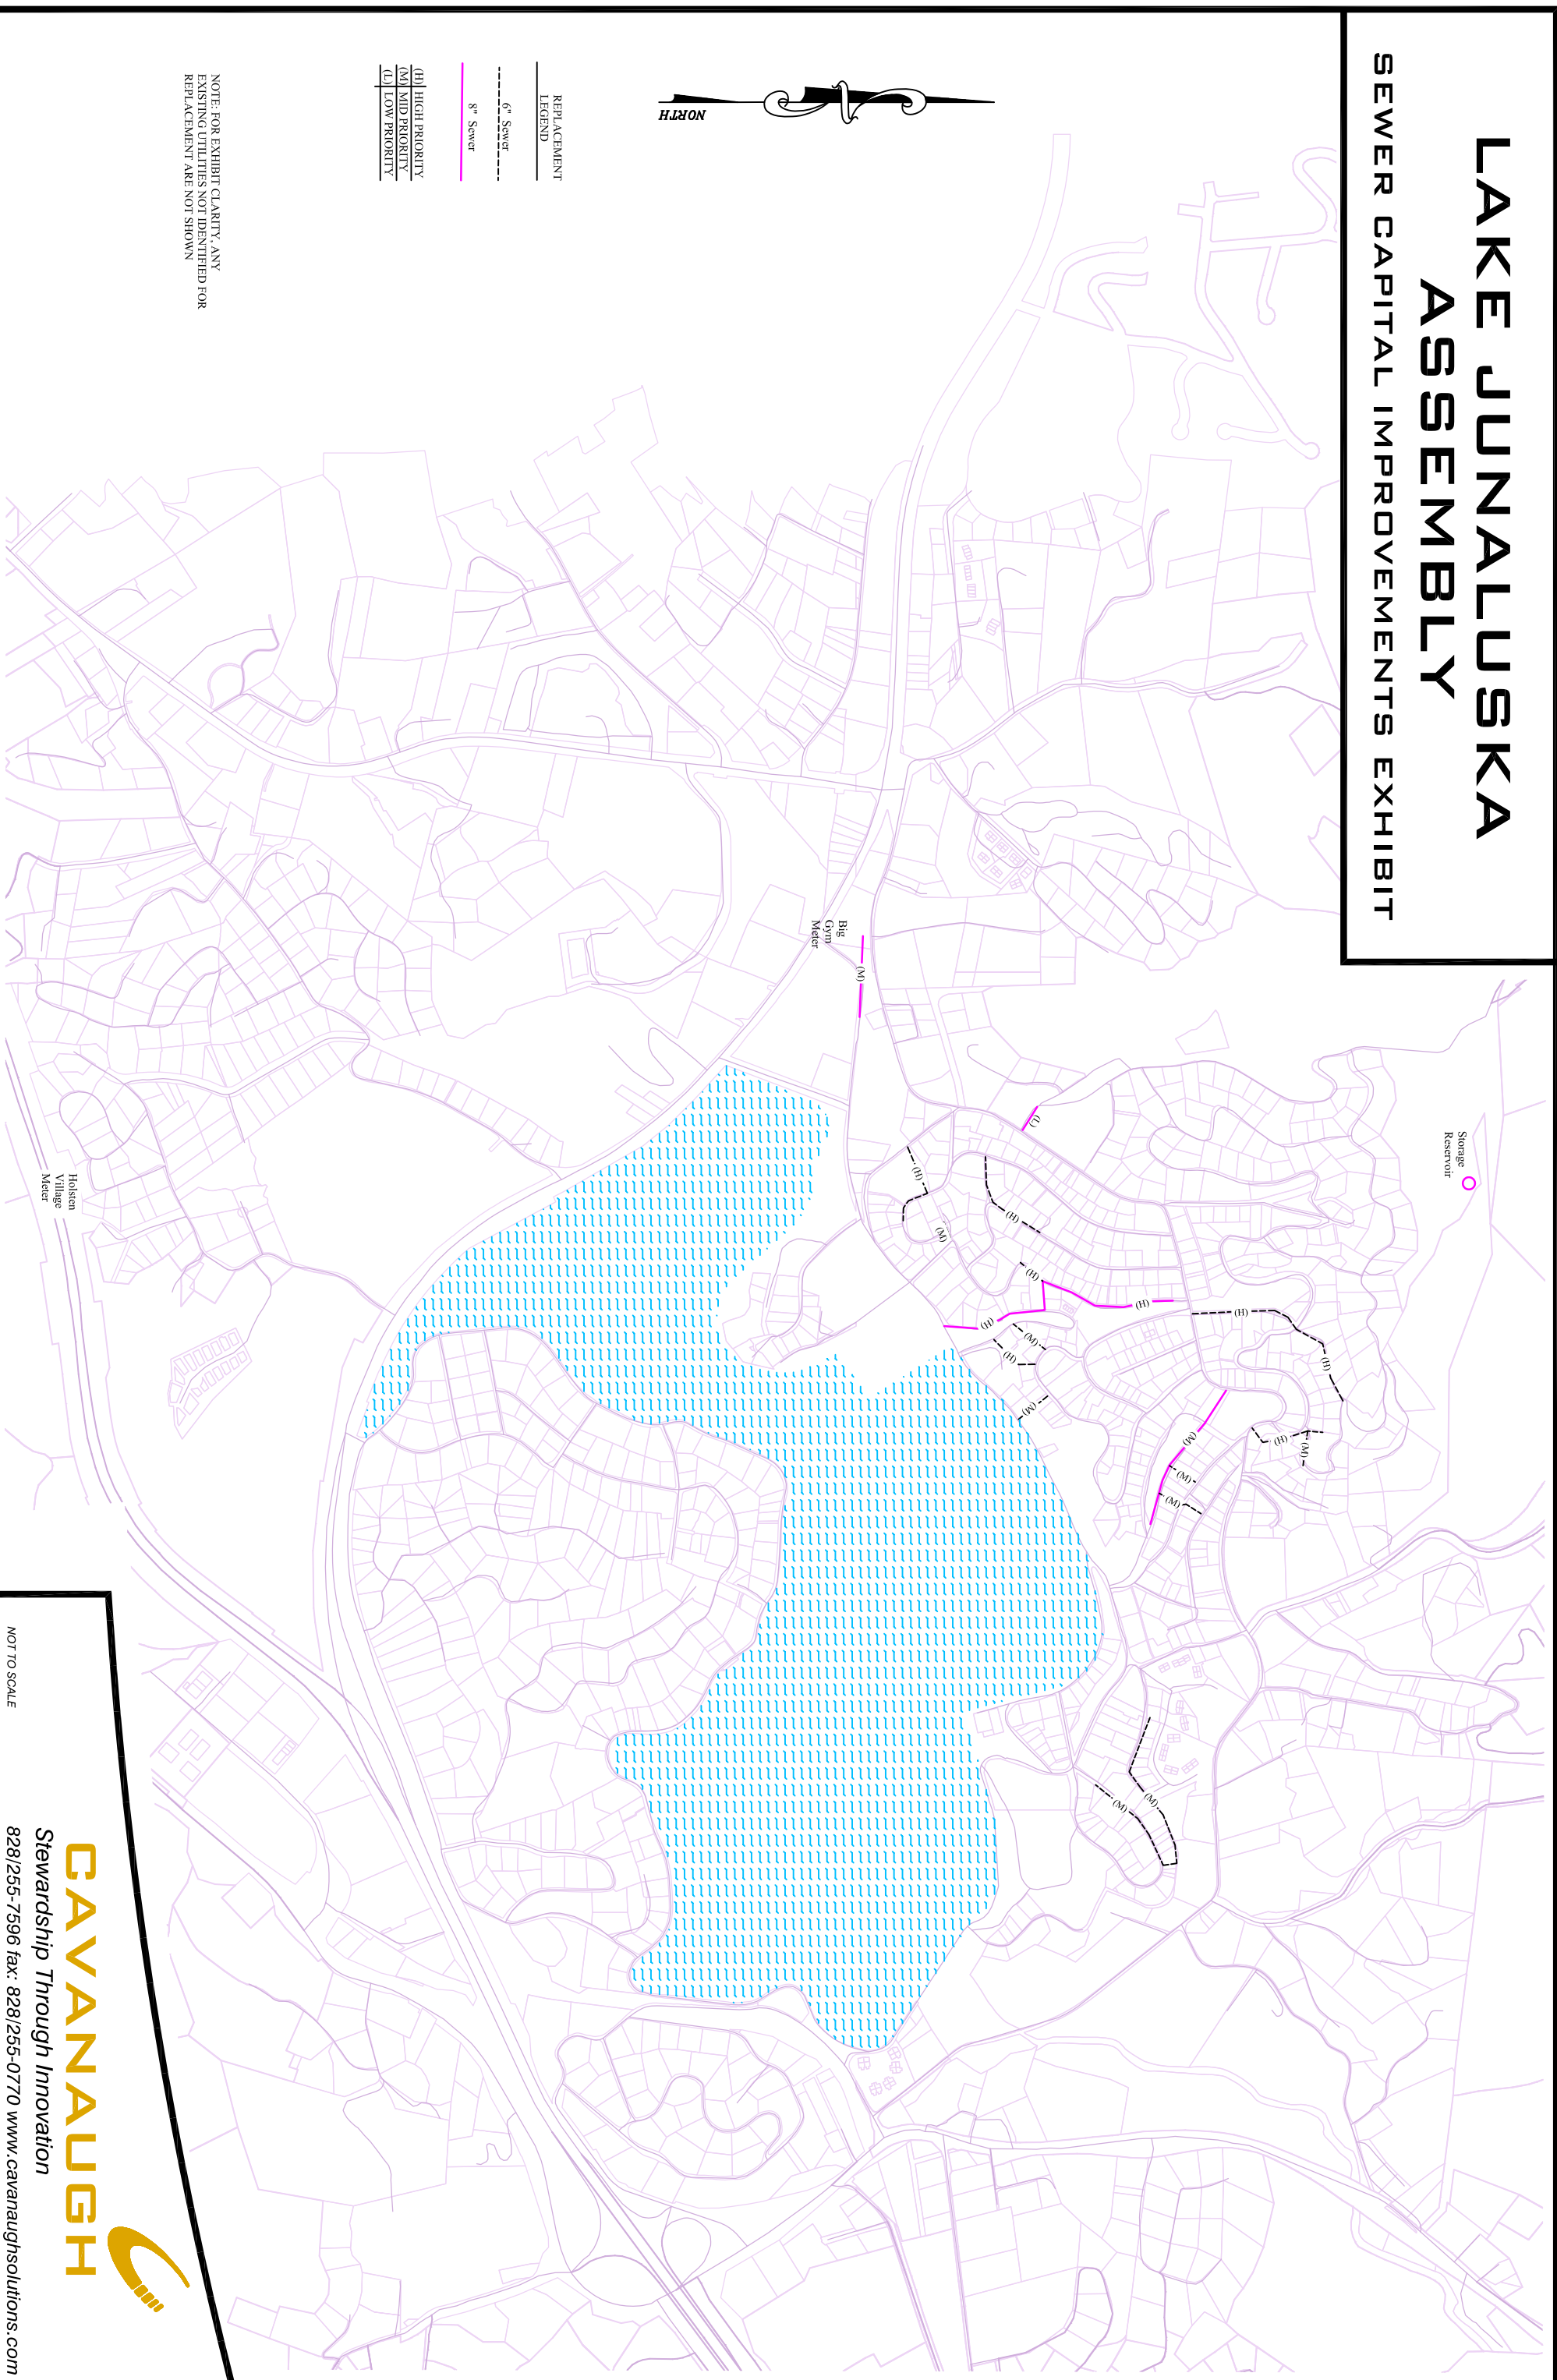 LAKE JUNALUSKA
ASSEMBLY
SEWER CAPITAL IMPROVEMENTS EXHIBIT
NORTH
REPLACEMENT
LEGEND
6" Sewer
8" Sewer
(H) HIGH PRIORITY
(M) MID PRIORITY
(L) LOW PRIORITY
NOTE: FOR EXHIBIT CLARITY, ANY
EXISTING UTILITIES NOT IDENTIFIED FOR
REPLACEMENT ARE NOT SHOWN
Storage
Reservoir
Big
Gym
Meter
(M)
(L)
(H)
(M)
(H)
(H)
(H)
(H)
(M)
(H)
(M)
(H)
(H)
(M)
(H)
(M)
(M)
(M)
(M)
(M)
Holsten
Village
Meter
NOT TO SCALE
CAVANAUGH
Stewardship Through Innovation
828/255-7596 fax: 828/255-0770 www.cavanaughsolutions.com